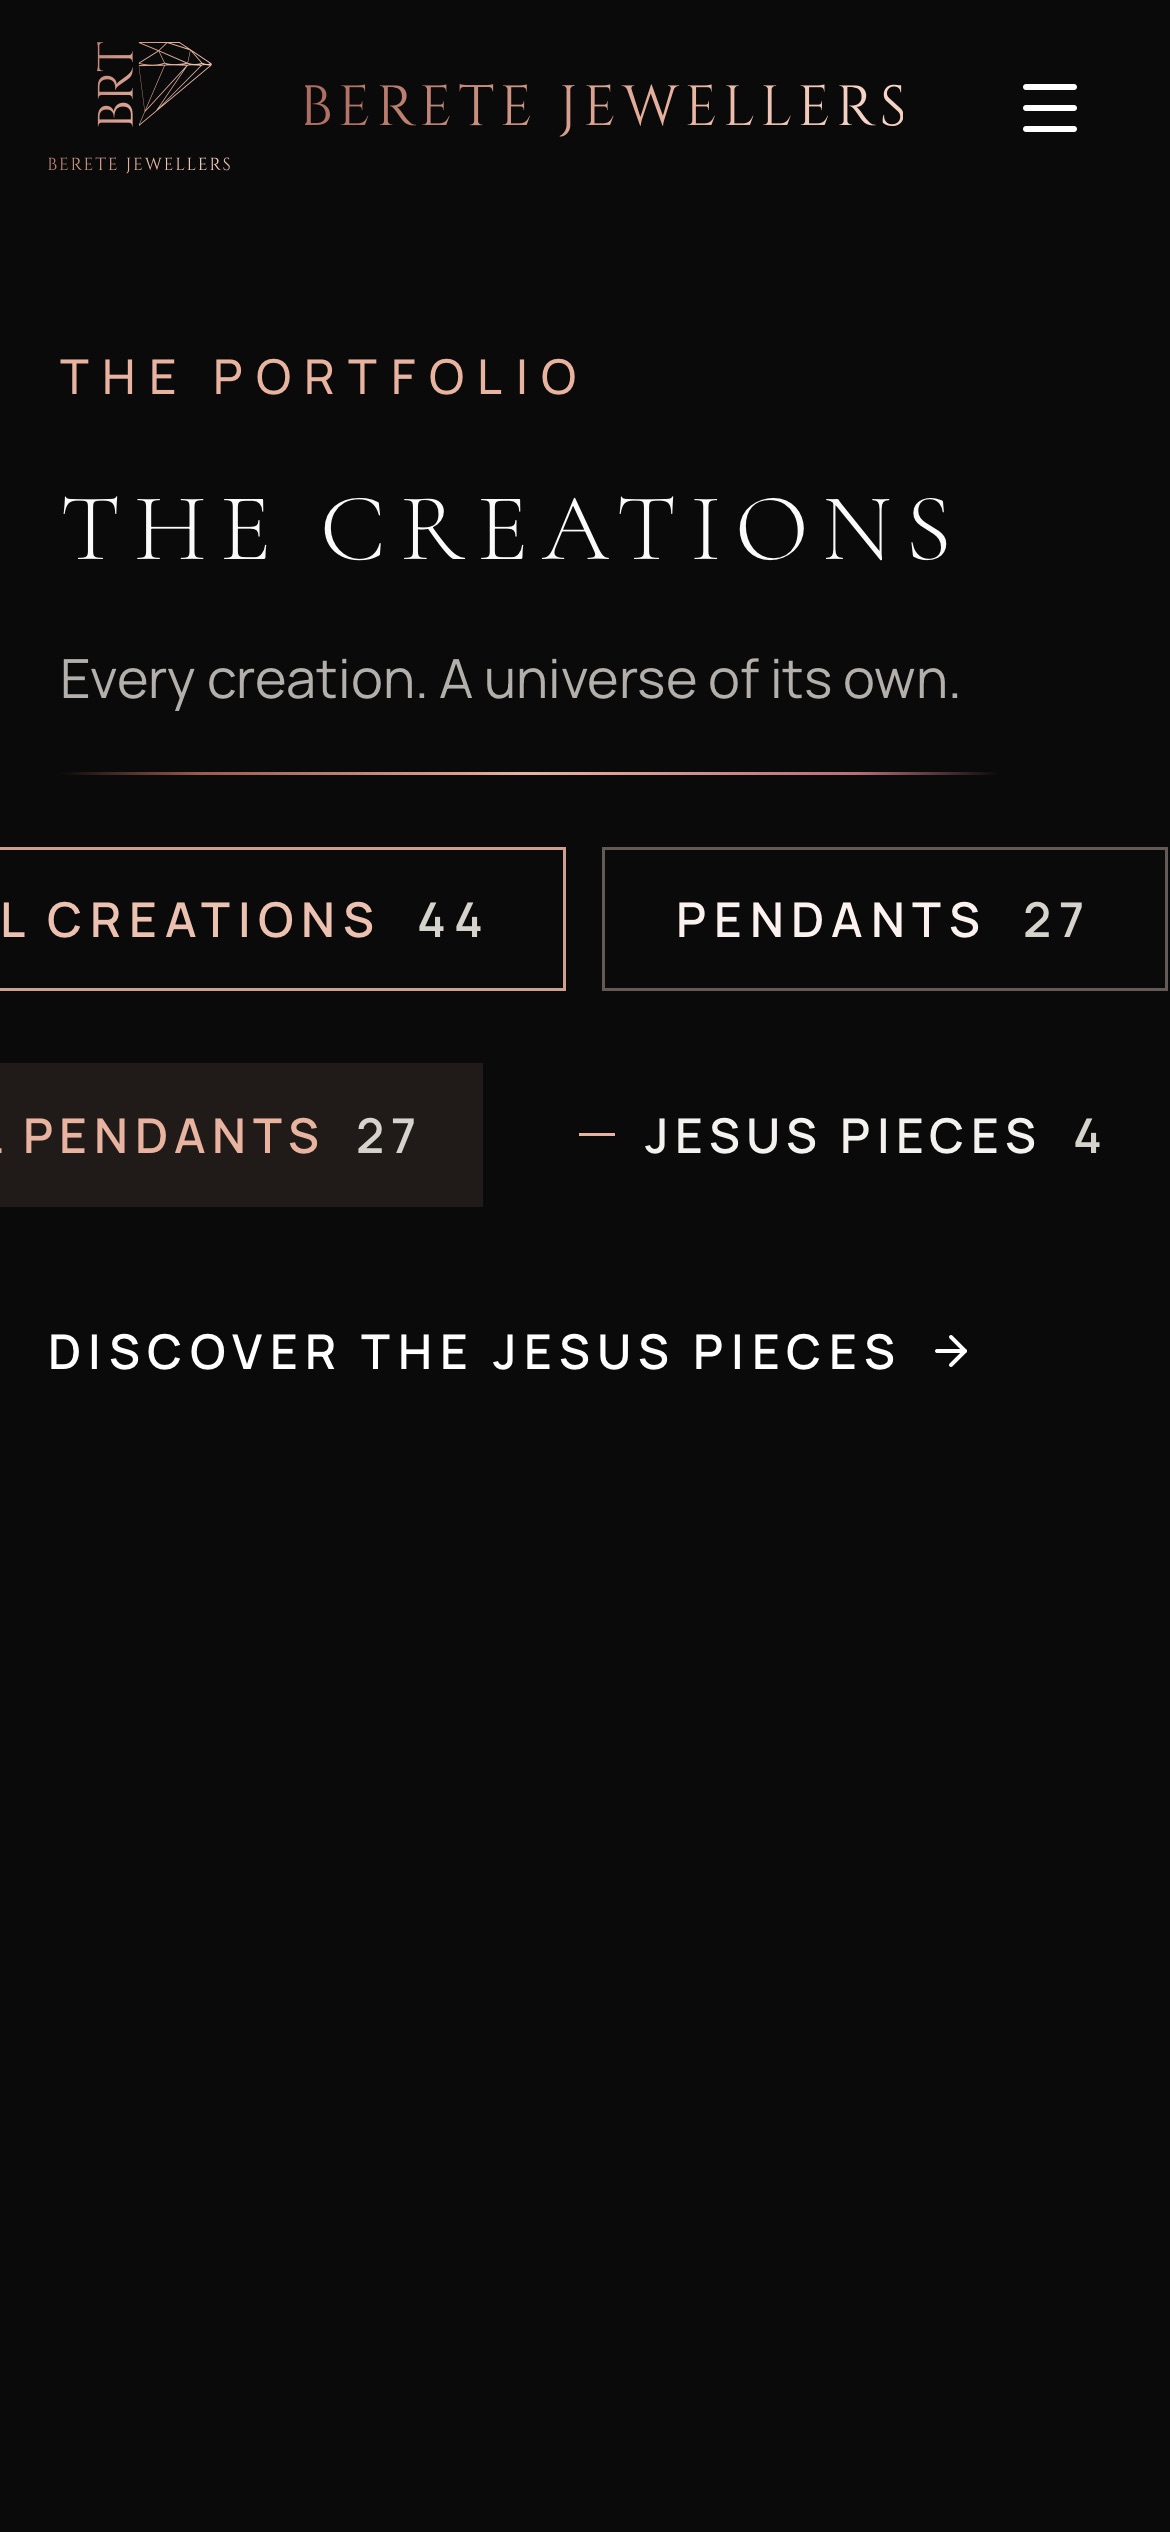 BRT
BERETE JEWELLERS
BERETE JEWELLERS
THE PORTFOLIO
THE CREATIONS
Every creation. A universe of its own.
L CREATIONS 44
PENDANTS 27
PENDANTS 27
— JESUS PIECES 4
DISCOVER THE JESUS PIECES →